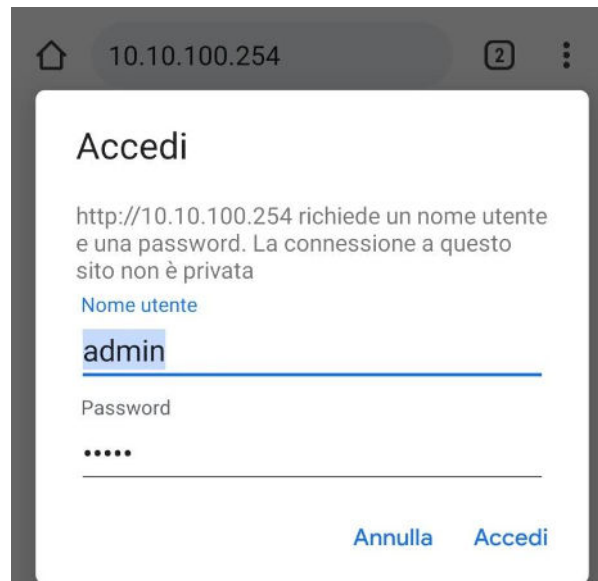 10.10.100.254
2
Accedi
http://10.10.100.254 richiede un nome utente
e una password. La connessione a questo
sito non è privata
Nome utente
admin
Password
•••••
Annulla
Accedi